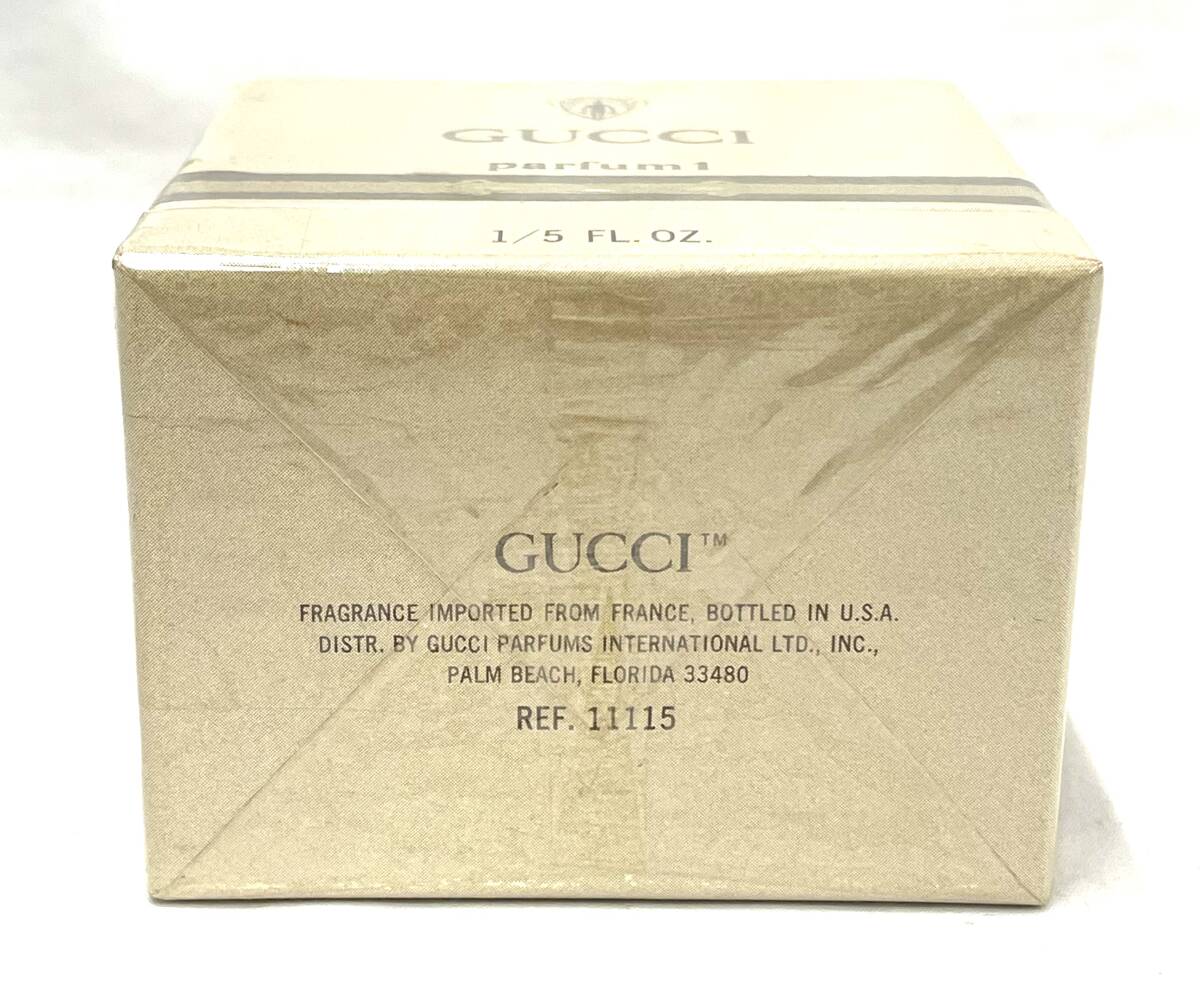 GUCCI
parfum 1
1/5 FL. OZ.
GUCCI™
FRAGRANCE IMPORTED FROM FRANCE, BOTTLED IN U.S.A.
DISTR. BY GUCCI PARFUMS INTERNATIONAL LTD., INC.,
PALM BEACH, FLORIDA 33480
REF. 11115